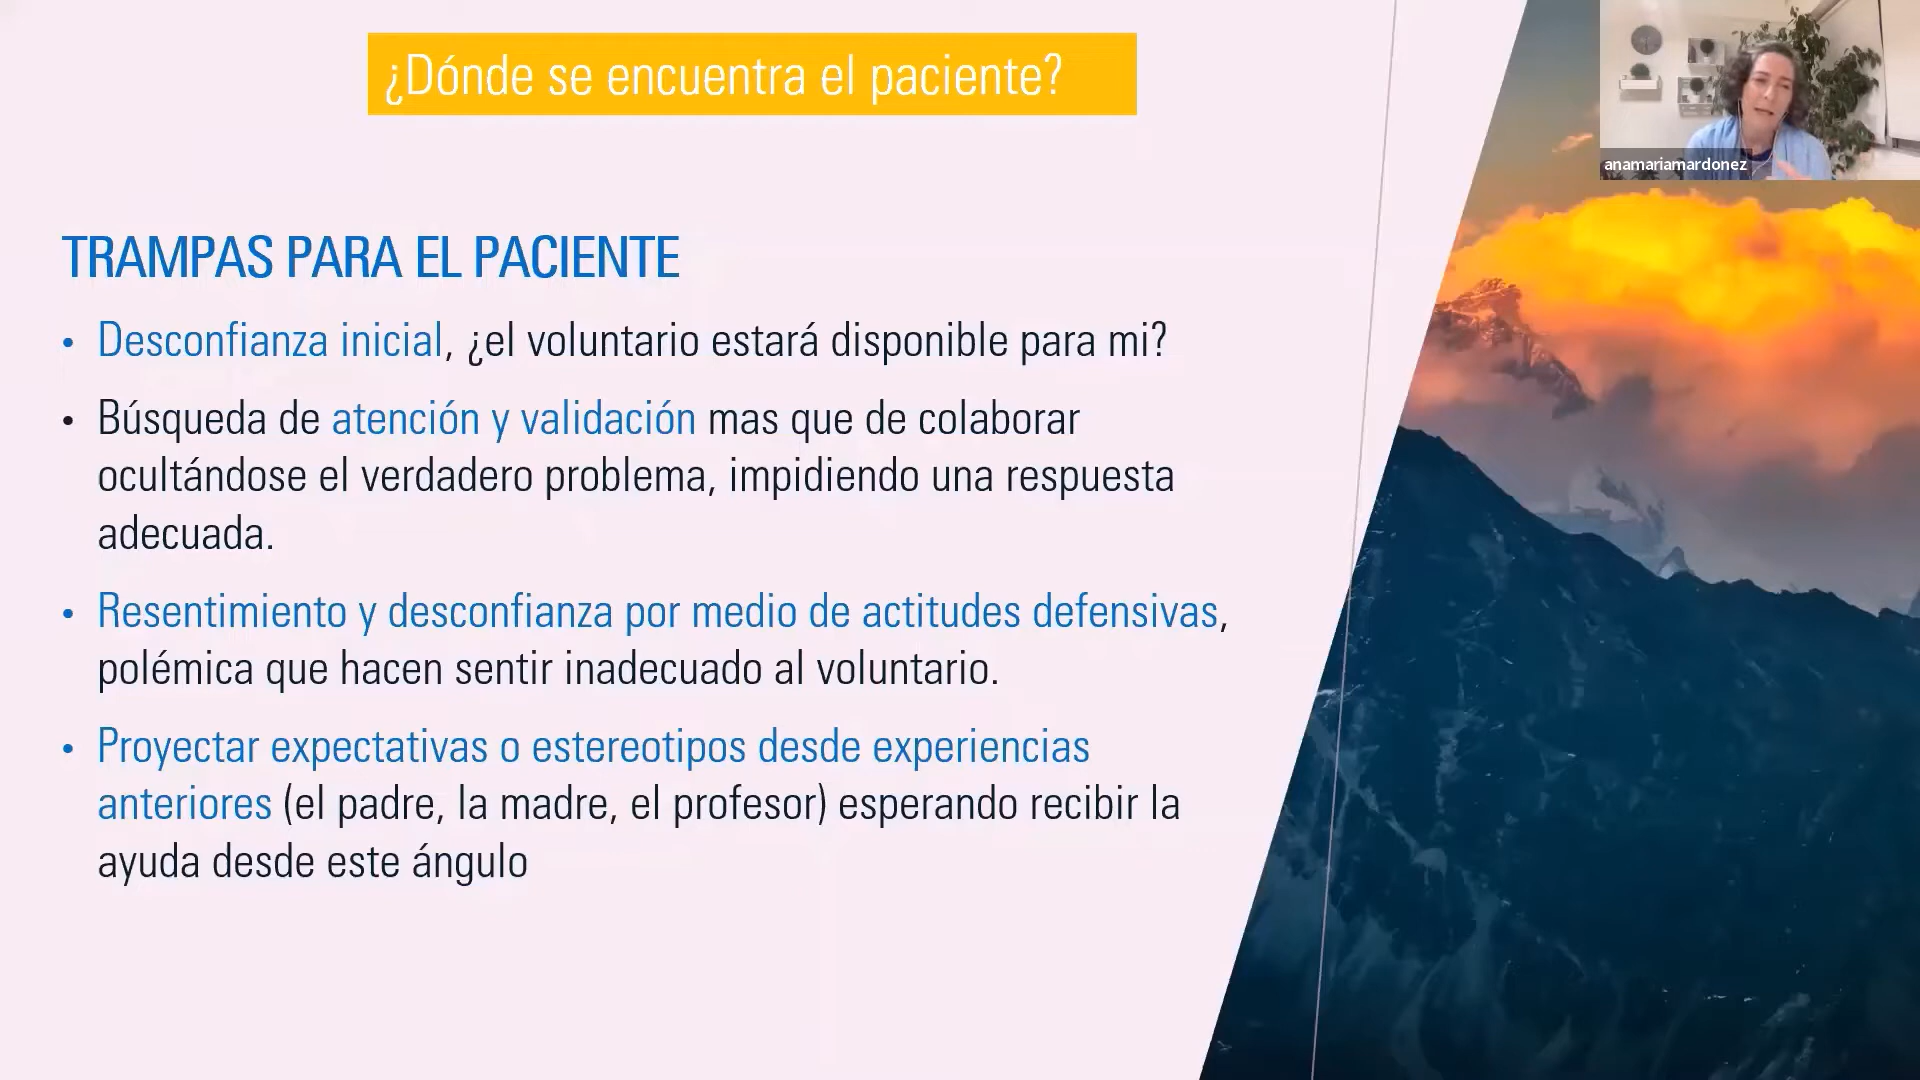 ¿Dónde se encuentra el paciente?
anamariamardonez
TRAMPAS PARA EL PACIENTE
• Desconfianza inicial, ¿el voluntario estará disponible para mi?
• Búsqueda de atención y validación mas que de colaborar
ocultándose el verdadero problema, impidiendo una respuesta
adecuada.
• Resentimiento y desconfianza por medio de actitudes defensivas,
polémica que hacen sentir inadecuado al voluntario.
• Proyectar expectativas o estereotipos desde experiencias
anteriores (el padre, la madre, el profesor) esperando recibir la
ayuda desde este ángulo